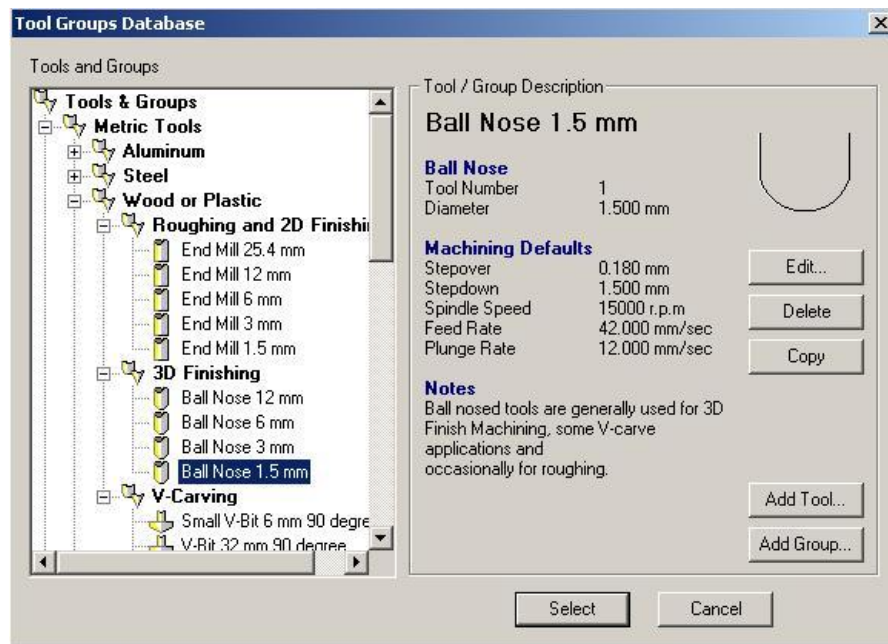 Tool Groups Database
Tools and Groups
Tools & Groups
Metric Tools
Aluminum
Steel
Wood or Plastic
Roughing and 2D Finishi
End Mill 25.4 mm
End Mill 12 mm
End Mill 6 mm
End Mill 3 mm
End Mill 1.5 mm
3D Finishing
Ball Nose 12 mm
Ball Nose 6 mm
Ball Nose 3 mm
Ball Nose 1.5 mm
V-Carving
Small V-Bit 6 mm 90 degre
V-Bit 32 mm 90 degree
Tool / Group Description
Ball Nose 1.5 mm
Ball Nose
Tool Number 1
Diameter 1.500 mm
Machining Defaults
Stepover 0.180 mm
Stepdown 1.500 mm
Spindle Speed 15000 r.p.m
Feed Rate 42.000 mm/sec
Plunge Rate 12.000 mm/sec
Notes
Ball nosed tools are generally used for 3D
Finish Machining, some V-carve
applications and
occasionally for roughing.
Edit...
Delete
Copy
Add Tool...
Add Group...
Select
Cancel